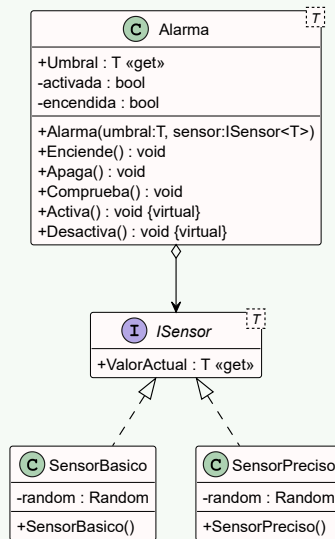 C Alarma T
+Umbral : T «get»
-activada : bool
-encendida : bool
+Alarma(umbral:T, sensor:ISensor<T>)
+Enciende() : void
+Apaga() : void
+Comprueba() : void
+Activa() : void {virtual}
+Desactiva() : void {virtual}
I ISensor T
+ValorActual : T «get»
C SensorBasico
-random : Random
+SensorBasico()
C SensorPreciso
-random : Random
+SensorPreciso()